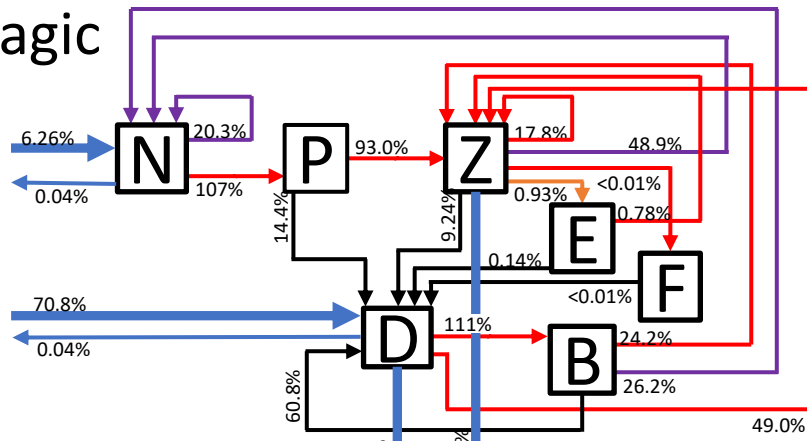 agic
6.26%
N
20.3%
P
93.0%
Z
17.8%
48.9%
0.04%
107%
14.4%
9.24%
0.93%
<0.01%
E
0.78%
0.14%
F
<0.01%
70.8%
0.04%
D
111%
B
24.2%
26.2%
60.8%
49.0%
%